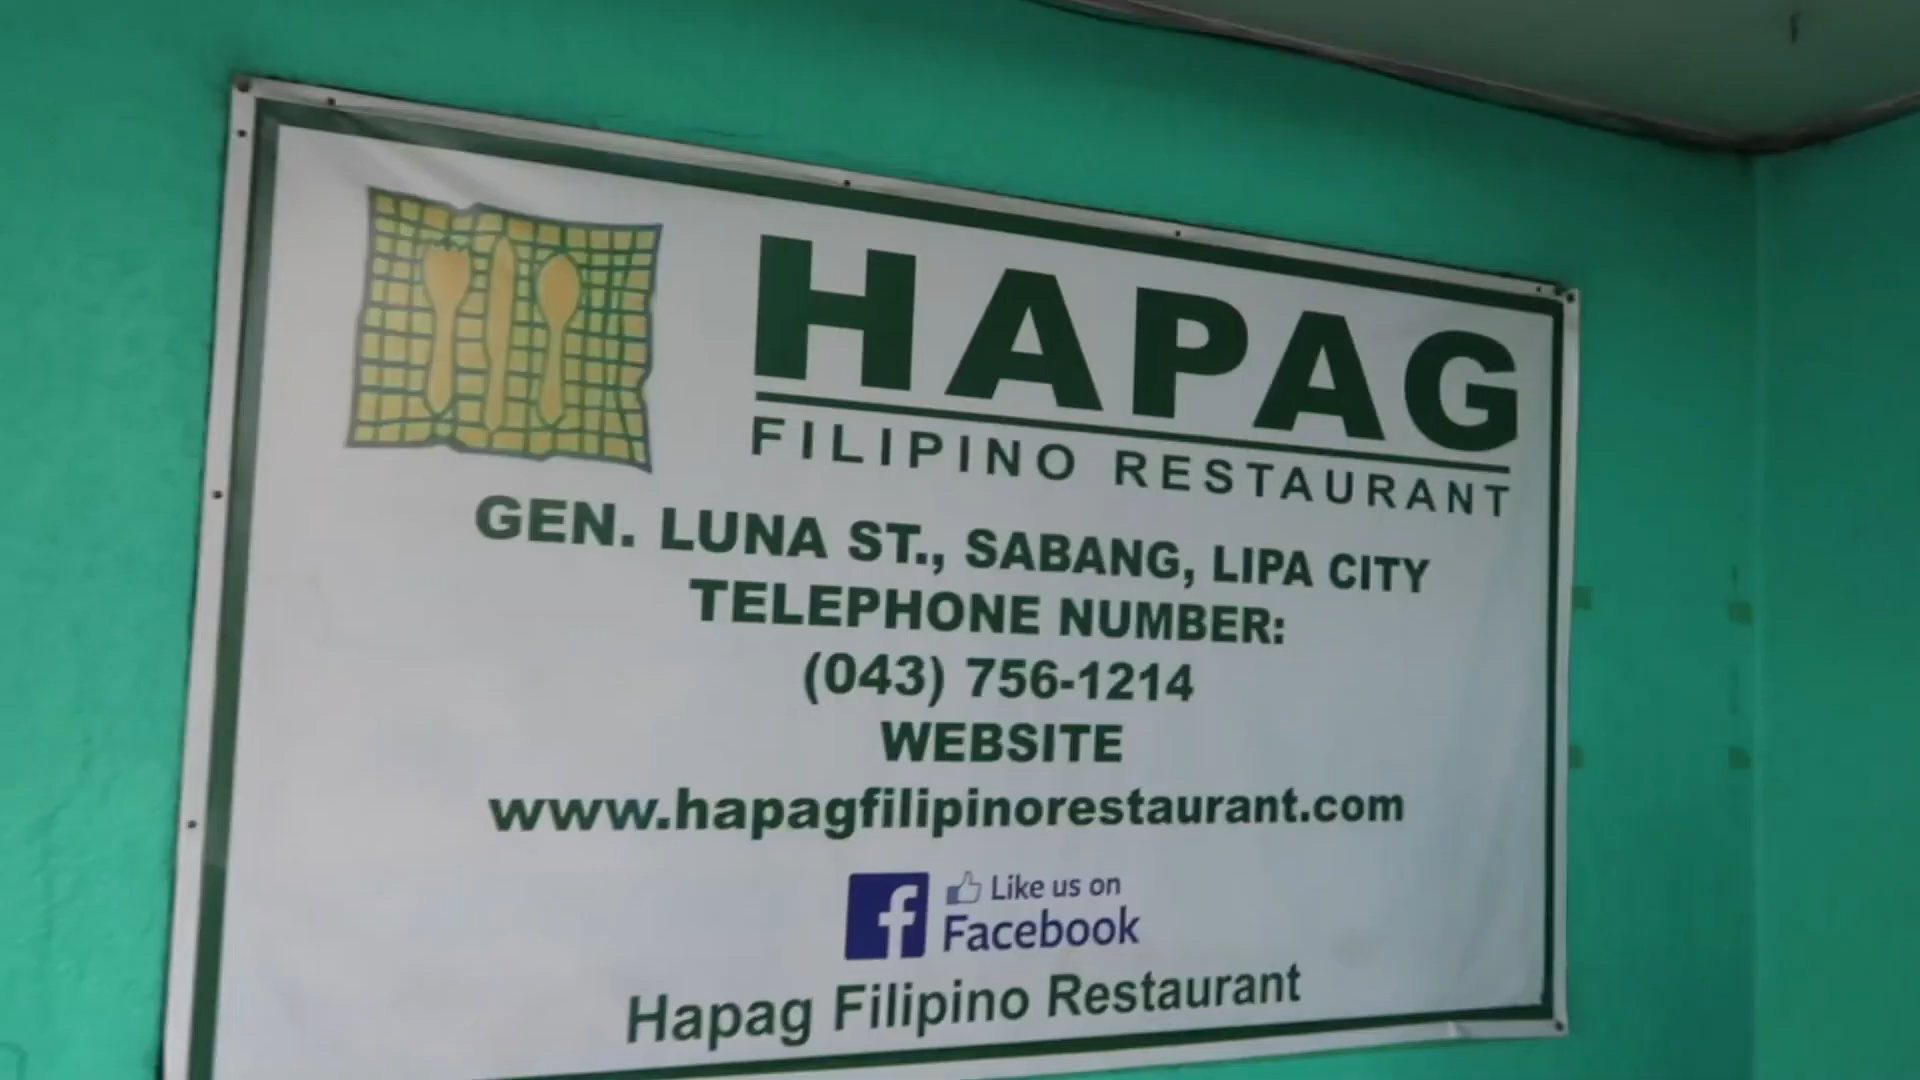 HAPAG
FILIPINO RESTAURANT
GEN. LUNA ST., SABANG, LIPA CITY
TELEPHONE NUMBER:
(043) 756-1214
WEBSITE
www.hapagfilipinorestaurant.com
f Like us on
Facebook
Hapag Filipino Restaurant